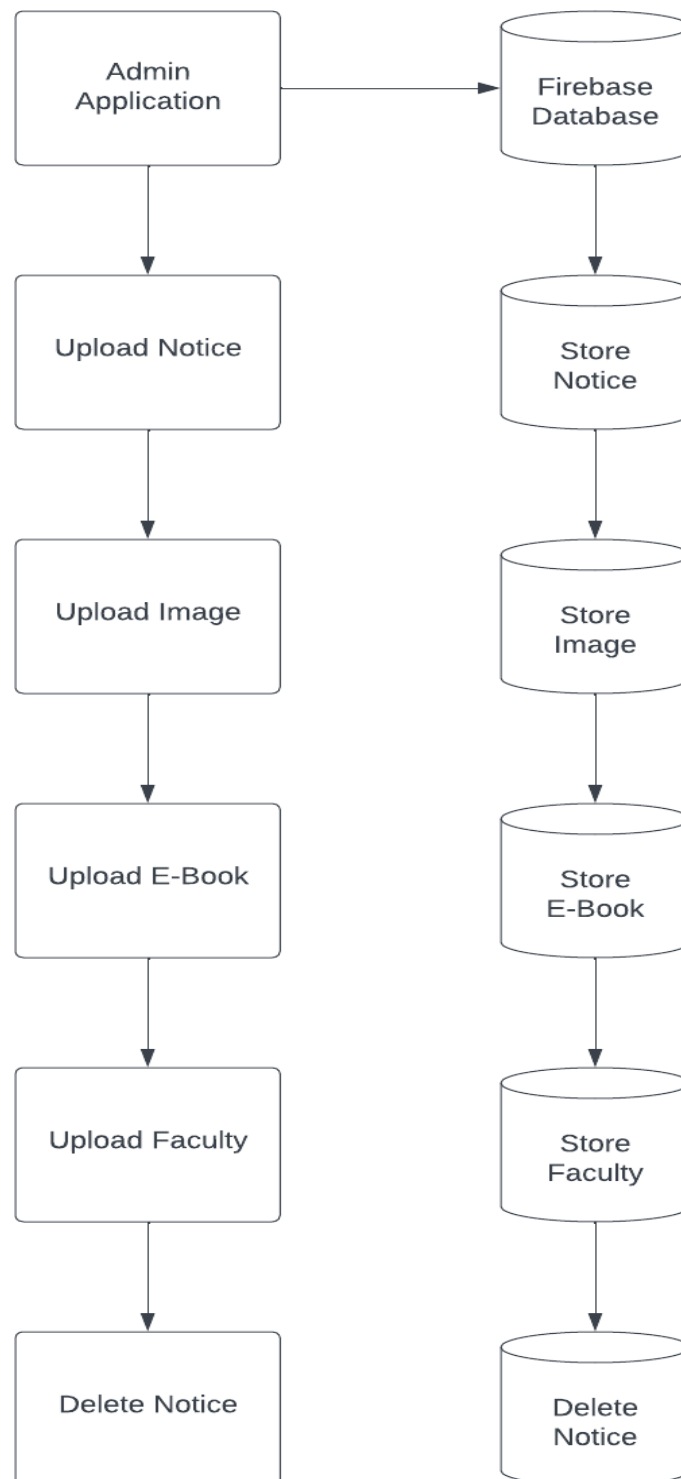 Admin
Application
Firebase
Database
Upload Notice
Store
Notice
Upload Image
Store
Image
Upload E-Book
Store
E-Book
Upload Faculty
Store
Faculty
Delete Notice
Delete
Notice